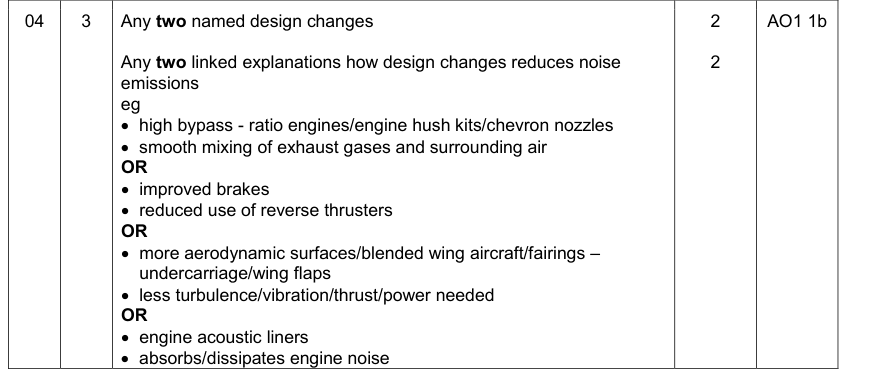 04 3 Any two named design changes 2 AO1 1b
Any two linked explanations how design changes reduces noise 2
emissions
eg
• high bypass - ratio engines/engine hush kits/chevron nozzles
• smooth mixing of exhaust gases and surrounding air
OR
• improved brakes
• reduced use of reverse thrusters
OR
• more aerodynamic surfaces/blended wing aircraft/fairings –
undercarriage/wing flaps
• less turbulence/vibration/thrust/power needed
OR
• engine acoustic liners
• absorbs/dissipates engine noise